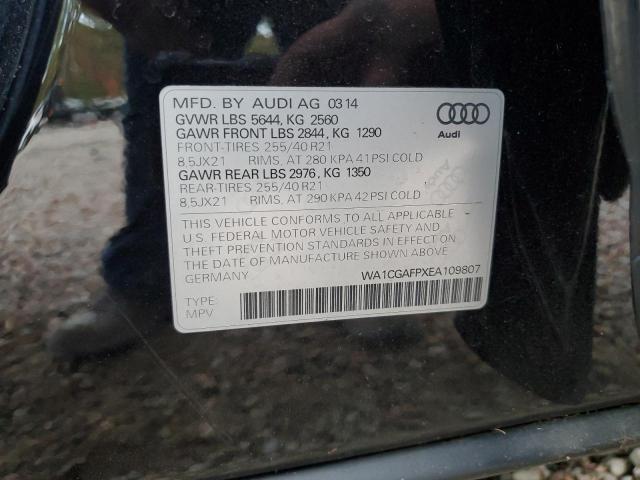 MFD. BY AUDI AG 03 14
GVWR LBS 5644, KG 2560
GAWR FRONT LBS 2844, KG 1290
FRONT-TIRES 255/40 R21
8,5JX21 RIMS, AT 280 KPA 41 PSI COLD
GAWR REAR LBS 2976, KG 1350
REAR-TIRES 255/40 R21
8,5JX21 RIMS, AT 290 KPA 42 PSI COLD
Audi
Audi
THIS VEHICLE CONFORMS TO ALL APPLICABLE
U.S. FEDERAL MOTOR VEHICLE SAFETY AND
THEFT PREVENTION STANDARDS IN EFFECT ON
THE DATE OF MANUFACTURE SHOWN ABOVE
GERMANY
WA1CGAFPXEA109807
TYPE:
MPV